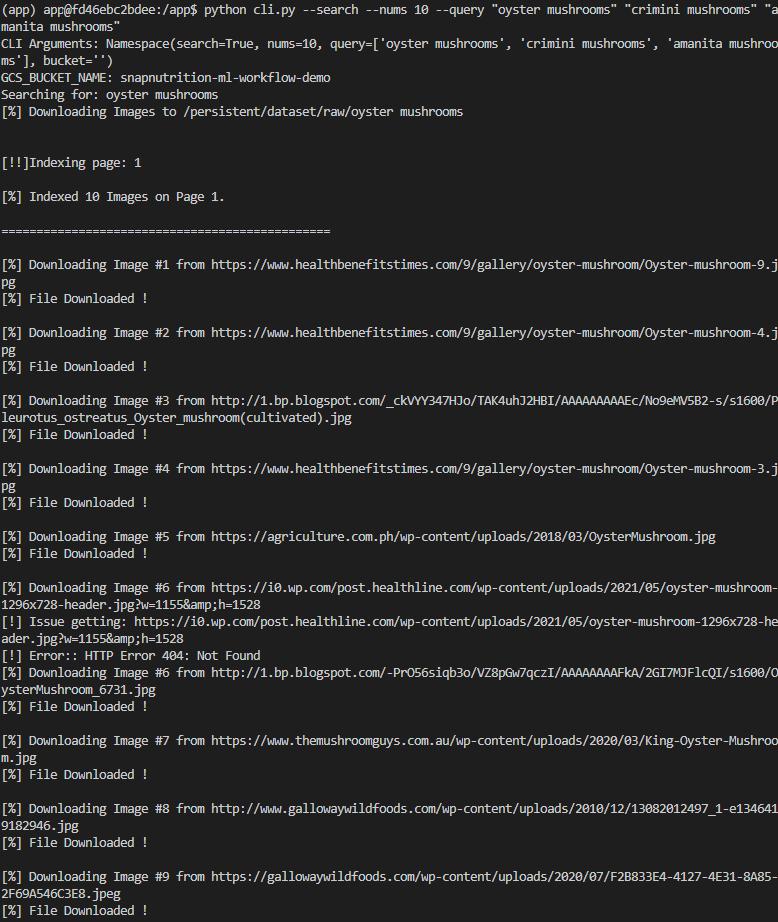 (app) app@fd46ebc2bdee:/app$ python cli.py --search --nums 10 --query "oyster mushrooms" "crimini mushrooms" "a
manita mushrooms"
CLI Arguments: Namespace(search=True, nums=10, query=['oyster mushrooms', 'crimini mushrooms', 'amanita mushroo
ms'], bucket='')
GCS_BUCKET_NAME: snapnutrition-ml-workflow-demo
Searching for: oyster mushrooms
[%] Downloading Images to /persistent/dataset/raw/oyster mushrooms
[!!]Indexing page: 1
[%] Indexed 10 Images on Page 1.
===============================================
[%] Downloading Image #1 from https://www.healthbenefitstimes.com/9/gallery/oyster-mushroom/Oyster-mushroom-9.j
pg
[%] File Downloaded !
[%] Downloading Image #2 from https://www.healthbenefitstimes.com/9/gallery/oyster-mushroom/Oyster-mushroom-4.j
pg
[%] File Downloaded !
[%] Downloading Image #3 from http://1.bp.blogspot.com/_ckVYY347HJo/TAK4uhJ2HBI/AAAAAAAAAEc/No9eMV5B2-s/s1600/P
leurotus_ostreatus_Oyster_mushroom(cultivated).jpg
[%] File Downloaded !
[%] Downloading Image #4 from https://www.healthbenefitstimes.com/9/gallery/oyster-mushroom/Oyster-mushroom-3.j
pg
[%] File Downloaded !
[%] Downloading Image #5 from https://agriculture.com.ph/wp-content/uploads/2018/03/OysterMushroom.jpg
[%] File Downloaded !
[%] Downloading Image #6 from https://i0.wp.com/post.healthline.com/wp-content/uploads/2021/05/oyster-mushroom-
1296x728-header.jpg?w=1155&amp;h=1528
[!] Issue getting: https://i0.wp.com/post.healthline.com/wp-content/uploads/2021/05/oyster-mushroom-1296x728-he
ader.jpg?w=1155&amp;h=1528
[!] Error:: HTTP Error 404: Not Found
[%] Downloading Image #6 from http://1.bp.blogspot.com/-PrO56siqb3o/VZ8pGw7qczI/AAAAAAAAFkA/2GI7MJFlcQI/s1600/O
ysterMushroom_6731.jpg
[%] File Downloaded !
[%] Downloading Image #7 from https://www.themushroomguys.com.au/wp-content/uploads/2020/03/King-Oyster-Mushroo
m.jpg
[%] File Downloaded !
[%] Downloading Image #8 from http://www.gallowaywildfoods.com/wp-content/uploads/2010/12/13082012497_1-e134641
9182946.jpg
[%] File Downloaded !
[%] Downloading Image #9 from https://gallowaywildfoods.com/wp-content/uploads/2020/07/F2B833E4-4127-4E31-8A85-
2F69A546C3E8.jpeg
[%] File Downloaded !